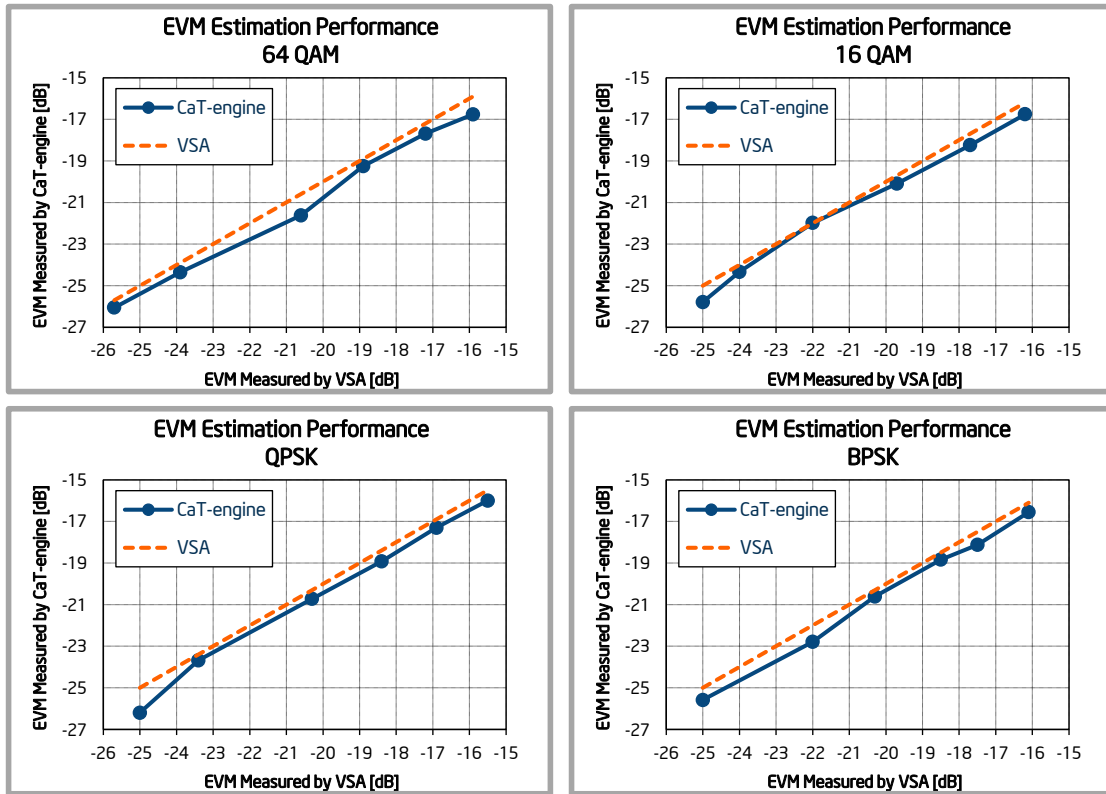 EVM Estimation Performance
64 QAM
EVM Measured by CaT-engine [dB]
-15
-17
-19
-21
-23
-25
-27
CaT-engine
VSA
-26 -25 -24 -23 -22 -21 -20 -19 -18 -17 -16 -15
EVM Measured by VSA [dB]
EVM Estimation Performance
16 QAM
EVM Measured by CaT-engine [dB]
-15
-17
-19
-21
-23
-25
-27
CaT-engine
VSA
-26 -25 -24 -23 -22 -21 -20 -19 -18 -17 -16 -15
EVM Measured by VSA [dB]
EVM Estimation Performance
QPSK
EVM Measured by CaT-engine [dB]
-15
-17
-19
-21
-23
-25
-27
CaT-engine
VSA
-26 -25 -24 -23 -22 -21 -20 -19 -18 -17 -16 -15
EVM Measured by VSA [dB]
EVM Estimation Performance
BPSK
EVM Measured by CaT-engine [dB]
-15
-17
-19
-21
-23
-25
-27
CaT-engine
VSA
-26 -25 -24 -23 -22 -21 -20 -19 -18 -17 -16 -15
EVM Measured by VSA [dB]